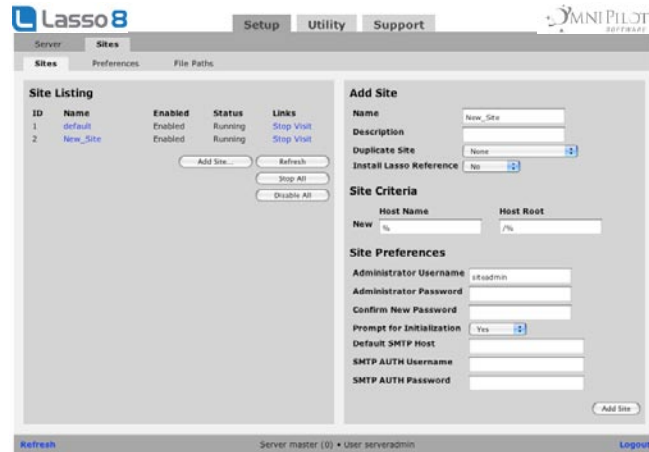 Lasso 8
Setup Utility Support
OMNIPILOT
SOFTWARE
Server Sites
Sites Preferences File Paths
Site Listing
ID Name Enabled Status Links
1 default Enabled Running Stop Visit
2 New_Site Enabled Running Stop Visit
Add Site... Refresh
Stop All
Disable All
Add Site
Name New_Site
Description
Duplicate Site None
Install Lasso Reference No
Site Criteria
Host Name Host Root
New % /%
Site Preferences
Administrator Username siteadmin
Administrator Password
Confirm New Password
Prompt for Initialization Yes
Default SMTP Host
SMTP AUTH Username
SMTP AUTH Password
Add Site
Refresh Server master (0) • User serveradmin Logout